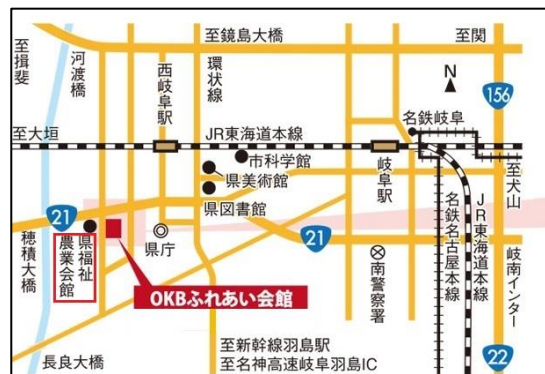 至鏡島大橋
至関
至揖斐
河渡橋
西岐阜駅
環状線
N
156
名鉄岐阜
至大垣
JR東海道本線
市科学館
県美術館
県図書館
岐阜駅
至犬山
JR東海道本線
名鉄名古屋本線
21
穂積大橋
県福祉
農業会館
県庁
21
南警察署
岐南インター
OKBふれあい会館
長良大橋
至新幹線羽島駅
至名神高速岐阜羽島IC
22